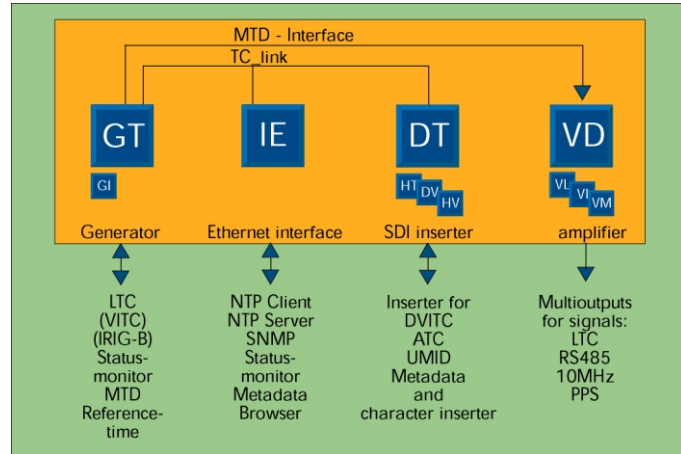 MTD - Interface
TC_link
GT
IE
DT
VD
GI
HT
DV
HV
VL
VI
VM
Generator
Ethernet interface
SDI inserter
amplifier
LTC
(VITC)
(IRIG-B)
Status-
monitor
MTD
Reference-
time
NTP Client
NTP Server
SNMP
Status-
monitor
Metadata
Browser
Inserter for
DVITC
ATC
UMID
Metadata
and
character inserter
Multioutputs
for signals:
LTC
RS485
10MHz
PPS